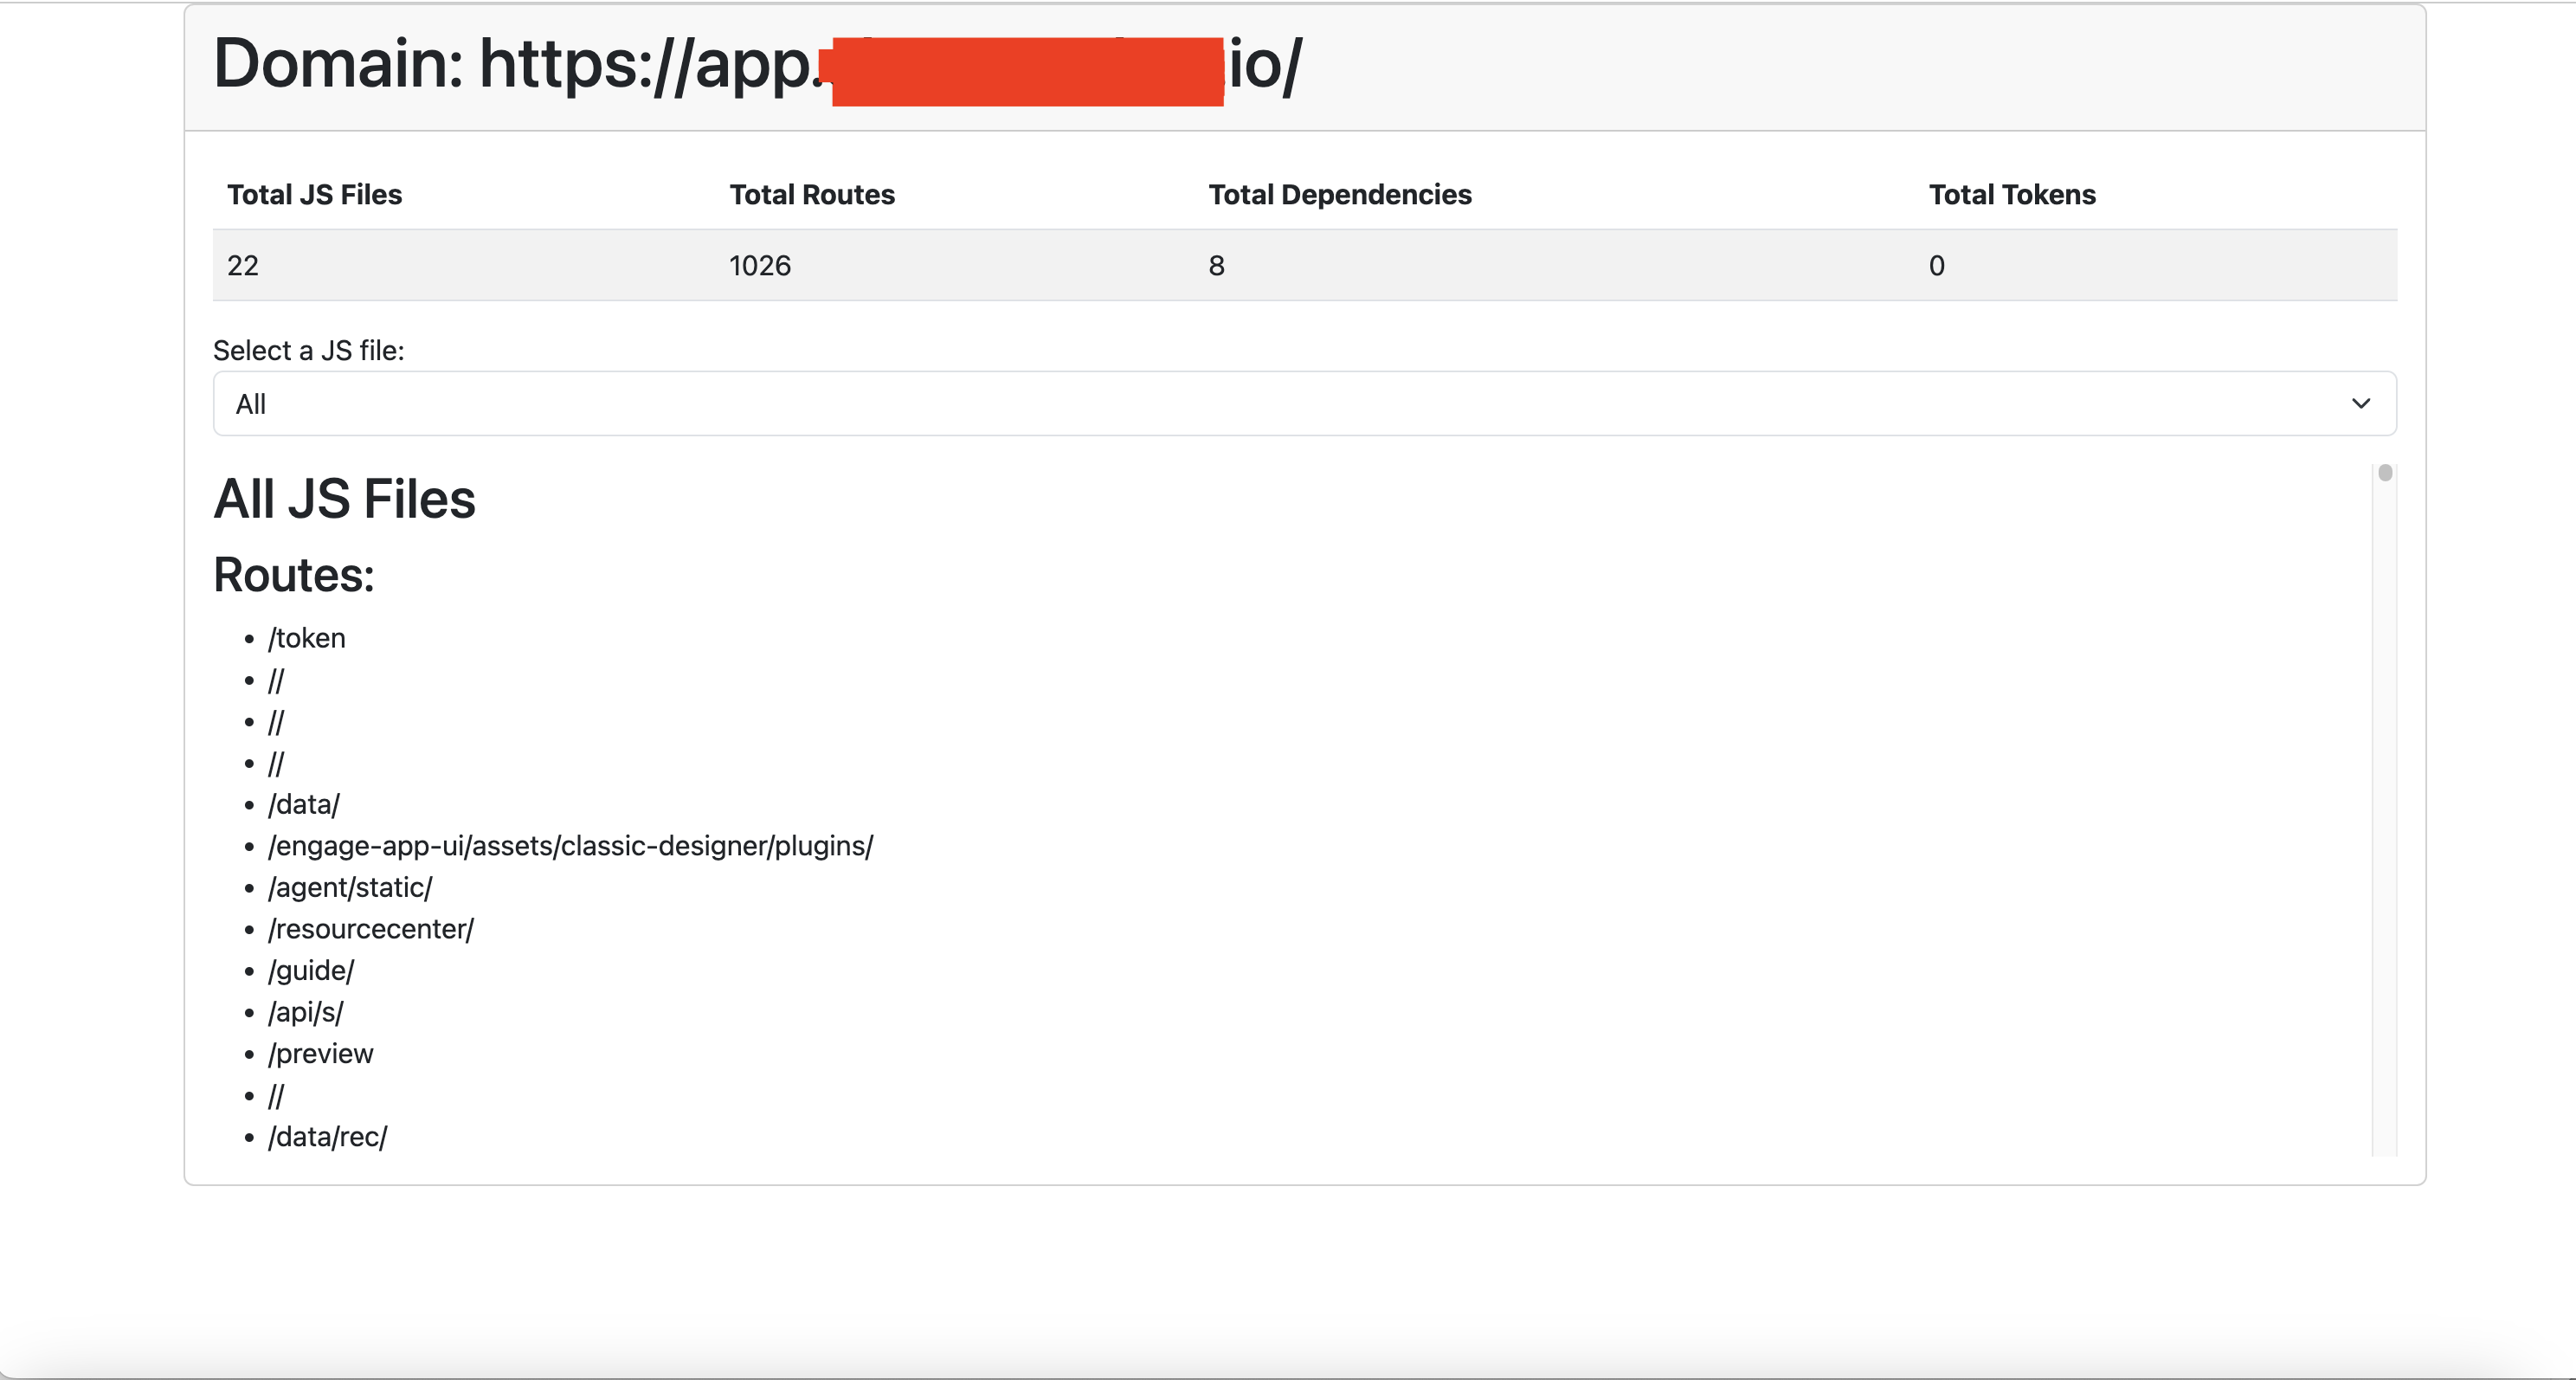 Domain: https://app. io/
Total JS Files Total Routes Total Dependencies Total Tokens
22 1026 8 0
Select a JS file:
All
All JS Files
Routes:
• /token
• //
• //
• //
• /data/
• /engage-app-ui/assets/classic-designer/plugins/
• /agent/static/
• /resourcecenter/
• /guide/
• /api/s/
• /preview
• //
• /data/rec/